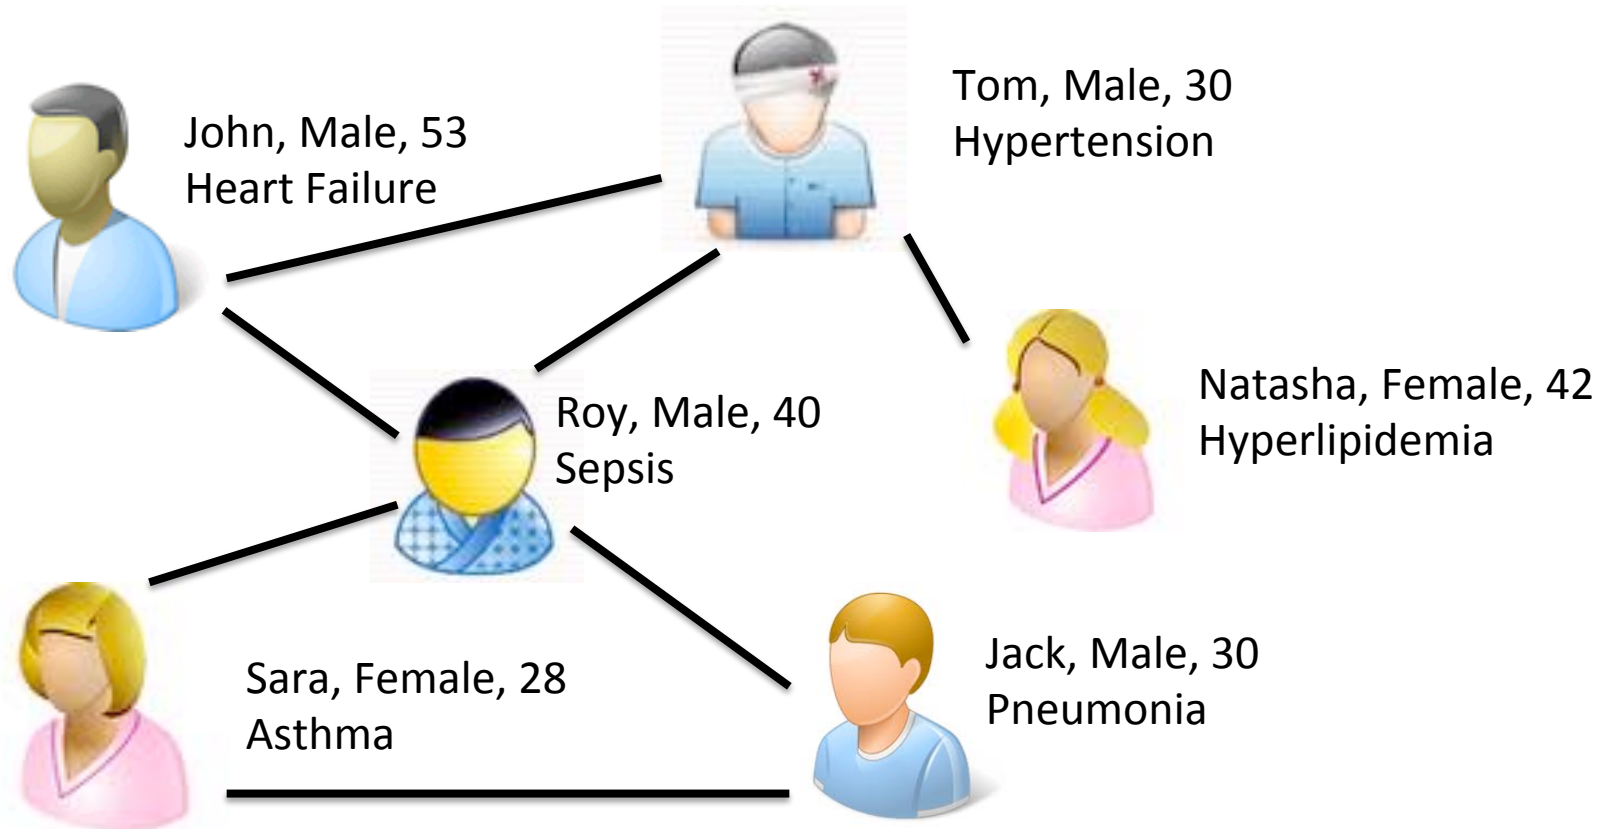 John, Male, 53
Heart Failure
Tom, Male, 30
Hypertension
Roy, Male, 40
Sepsis
Natasha, Female, 42
Hyperlipidemia
Sara, Female, 28
Asthma
Jack, Male, 30
Pneumonia